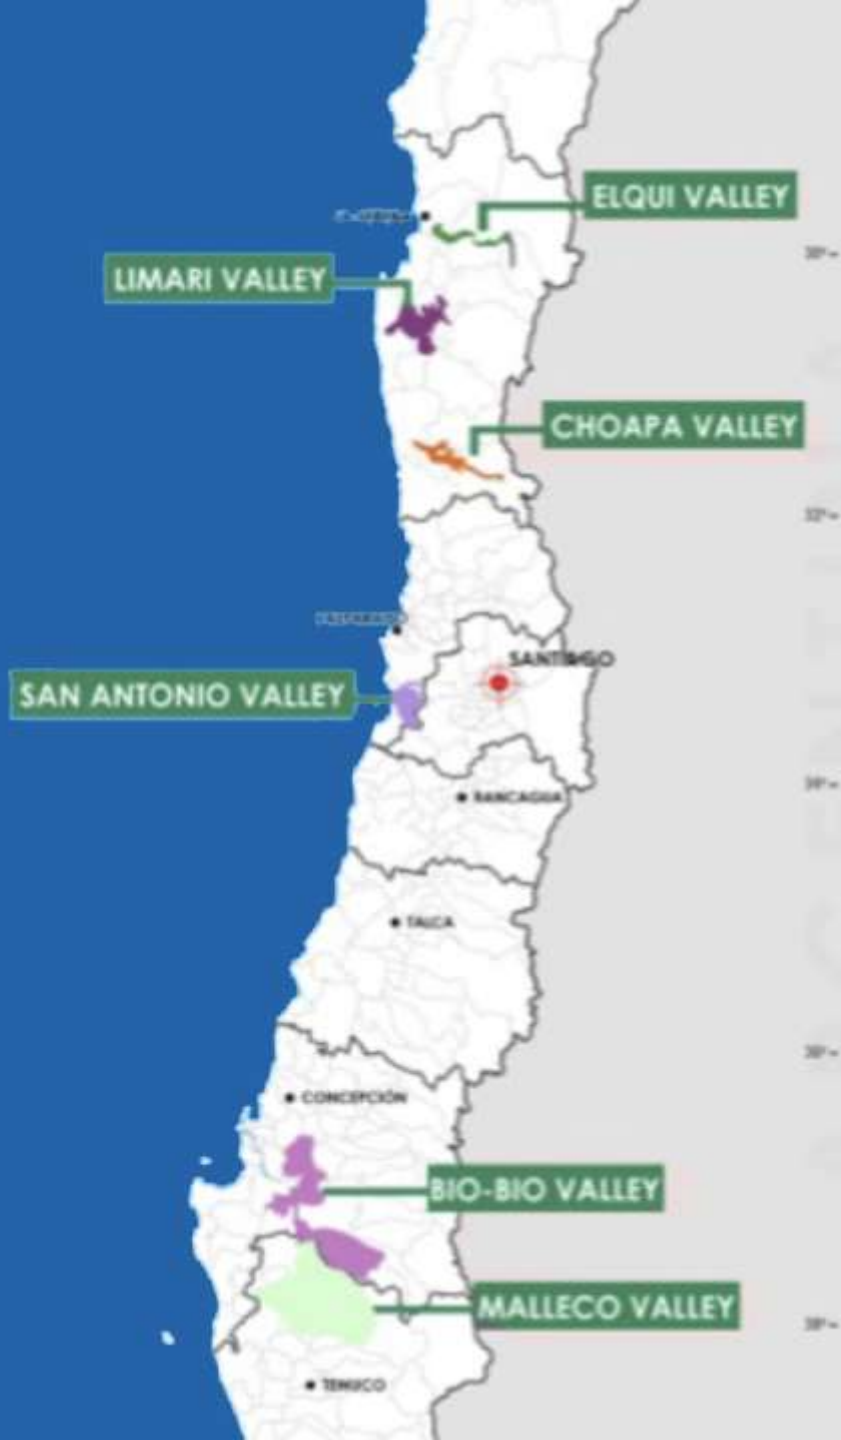 ELQUI VALLEY
LIMARI VALLEY
CHOAPA VALLEY
SANTIAGO
SAN ANTONIO VALLEY
RANCAGUA
TALCA
CONCEPCIÓN
BIO-BIO VALLEY
MALLECO VALLEY
TEMUCO